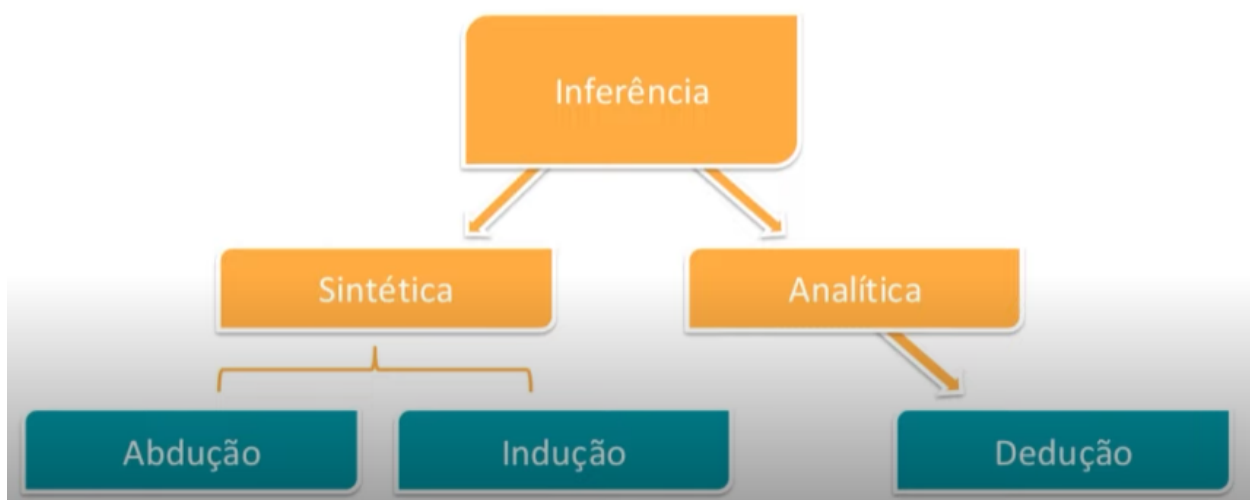 Inferência
Sintética
Analítica
Abdução
Indução
Dedução